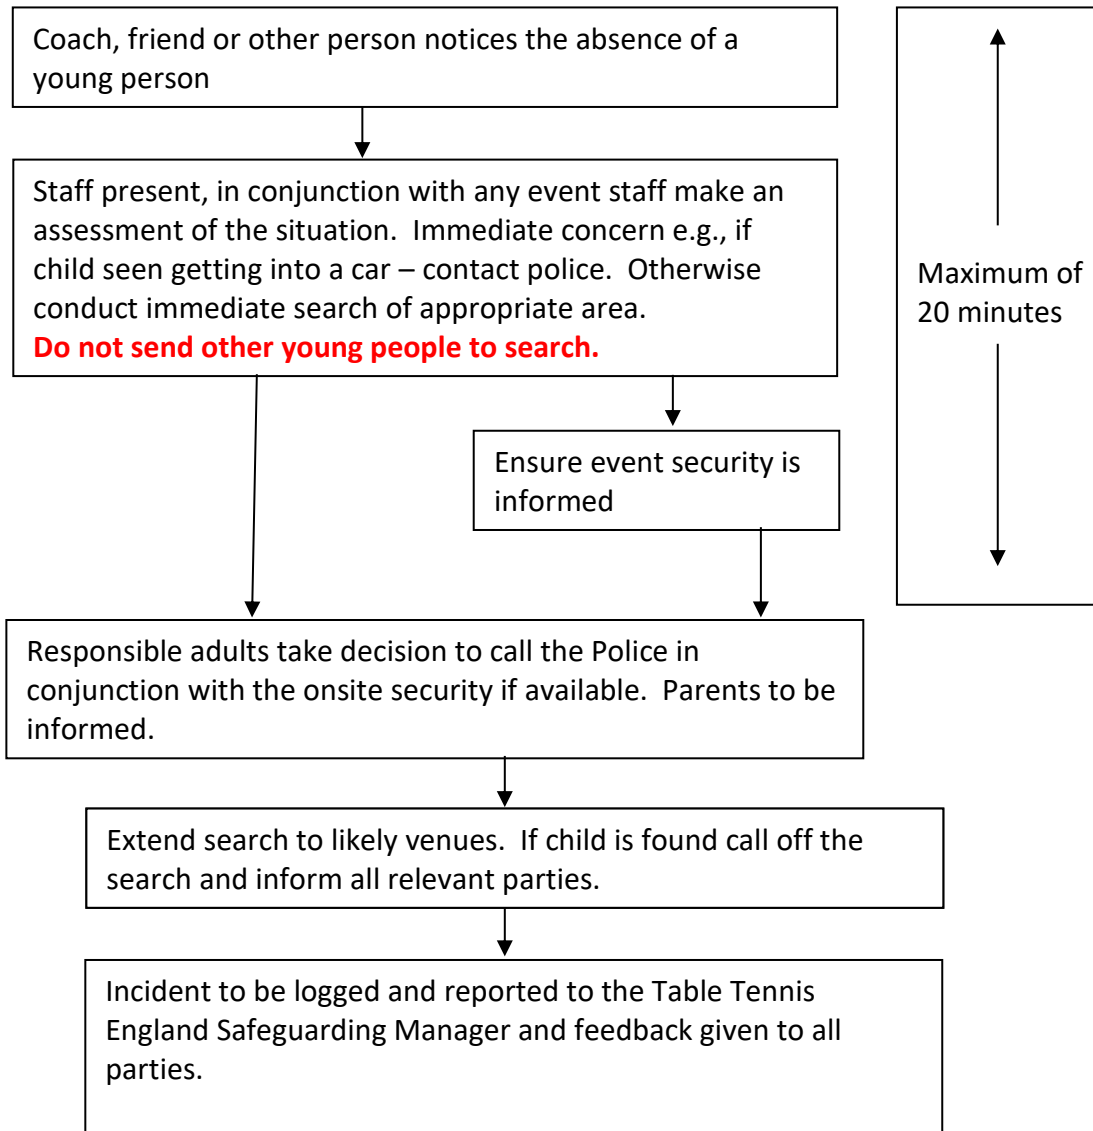 Coach, friend or other person notices the absence of a
young person
Staff present, in conjunction with any event staff make an
assessment of the situation.  Immediate concern e.g., if
child seen getting into a car – contact police.  Otherwise
conduct immediate search of appropriate area.
Do not send other young people to search.
Maximum of
20 minutes
Ensure event security is
informed
Responsible adults take decision to call the Police in
conjunction with the onsite security if available.  Parents to be
informed.
Extend search to likely venues.  If child is found call off the
search and inform all relevant parties.
Incident to be logged and reported to the Table Tennis
England Safeguarding Manager and feedback given to all
parties.